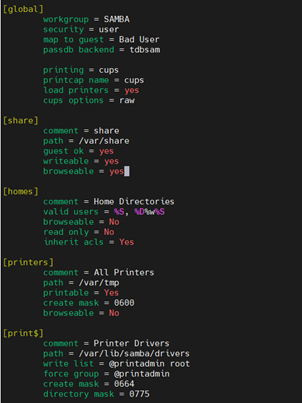 [global]
workgroup = SAMBA
security = user
map to guest = Bad User
passdb backend = tdbsam
printing = cups
printcap name = cups
load printers = yes
cups options = raw
[share]
comment = share
path = /var/share
guest ok = yes
writeable = yes
browseable = yes
[homes]
comment = Home Directories
valid users = %S, %D%w%S
browseable = No
read only = No
inherit acls = Yes
[printers]
comment = All Printers
path = /var/tmp
printable = Yes
create mask = 0600
browseable = No
[print$]
comment = Printer Drivers
path = /var/lib/samba/drivers
write list = @printadmin root
force group = @printadmin
create mask = 0664
directory mask = 0775